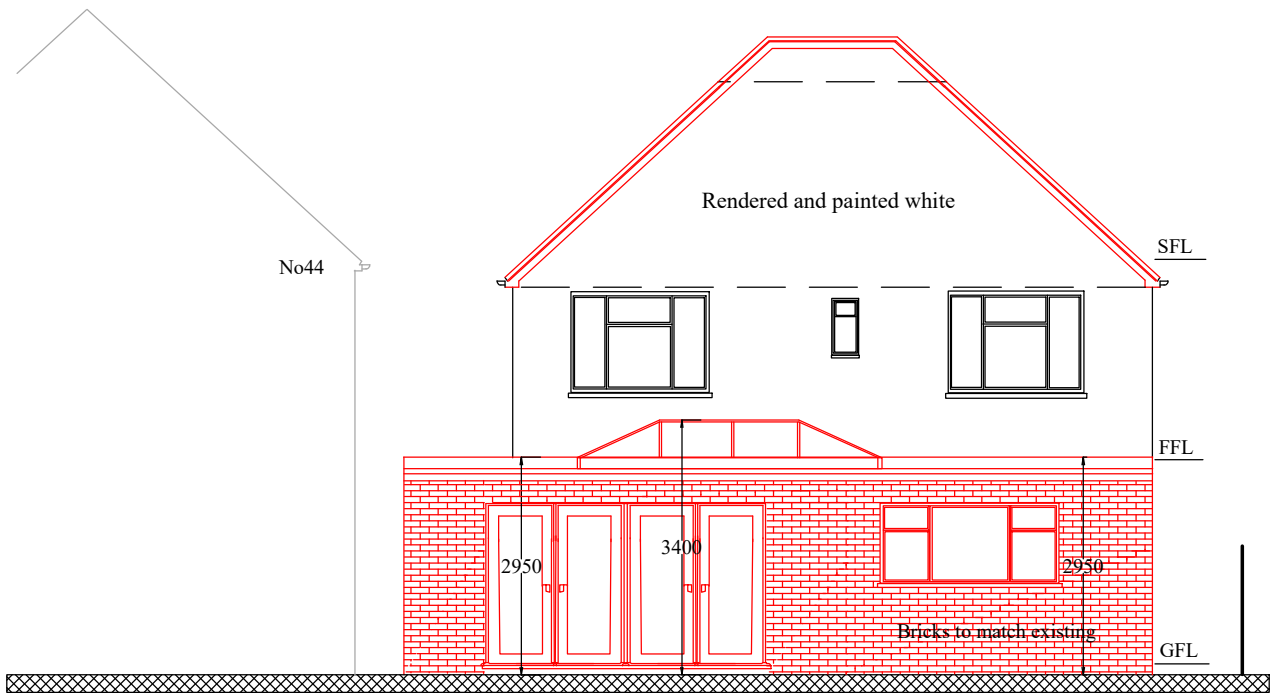 Rendered and painted white
SFL
No44
FFL
3400
2950
2950
Bricks to match existing
GFL